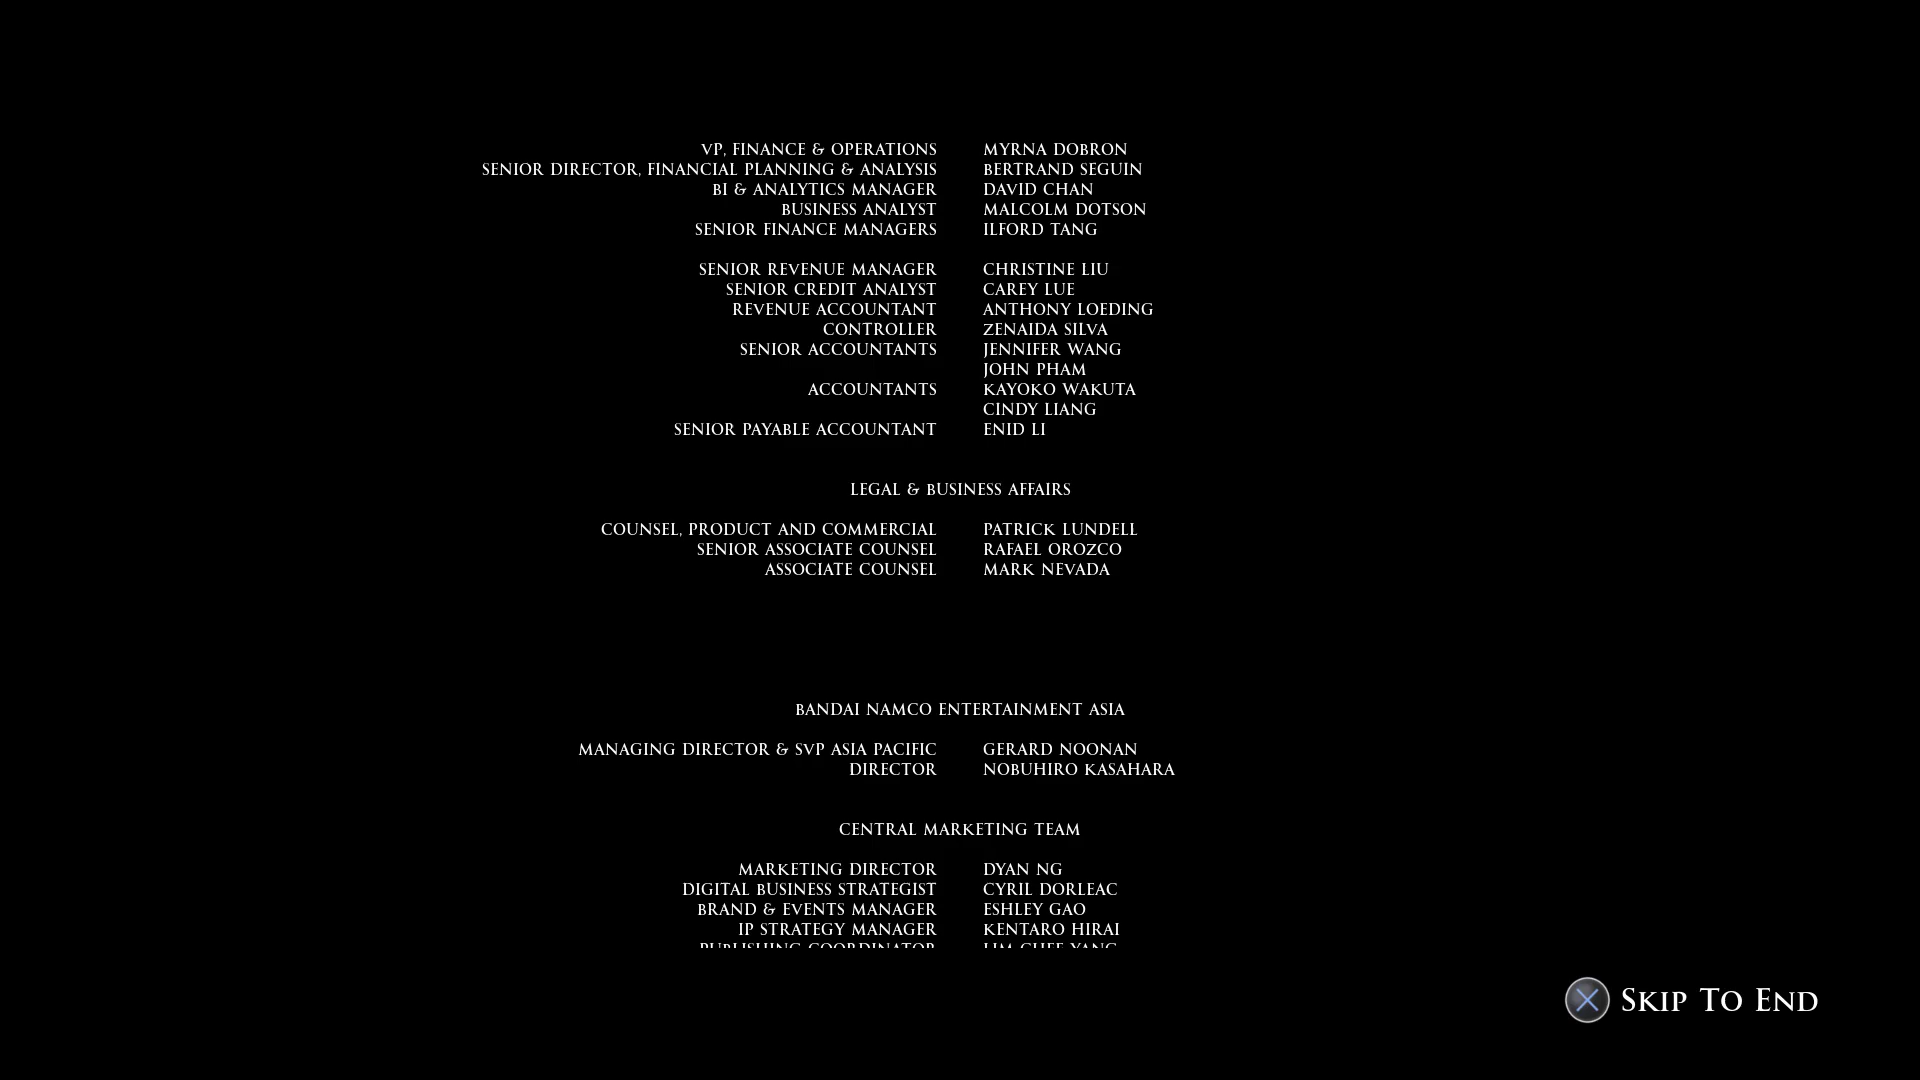 VP, FINANCE & OPERATIONS MYRNA DOBRON
SENIOR DIRECTOR, FINANCIAL PLANNING & ANALYSIS BERTRAND SEGUIN
BI & ANALYTICS MANAGER DAVID CHAN
BUSINESS ANALYST MALCOLM DOTSON
SENIOR FINANCE MANAGERS ILFORD TANG
SENIOR REVENUE MANAGER CHRISTINE LIU
SENIOR CREDIT ANALYST CAREY LUE
REVENUE ACCOUNTANT ANTHONY LOEDING
CONTROLLER ZENAIDA SILVA
SENIOR ACCOUNTANTS JENNIFER WANG
JOHN PHAM
ACCOUNTANTS KAYOKO WAKUTA
CINDY LIANG
SENIOR PAYABLE ACCOUNTANT ENID LI
LEGAL & BUSINESS AFFAIRS
COUNSEL, PRODUCT AND COMMERCIAL PATRICK LUNDELL
SENIOR ASSOCIATE COUNSEL RAFAEL OROZCO
ASSOCIATE COUNSEL MARK NEVADA
BANDAI NAMCO ENTERTAINMENT ASIA
MANAGING DIRECTOR & SVP ASIA PACIFIC GERARD NOONAN
DIRECTOR NOBUHIRO KASAHARA
CENTRAL MARKETING TEAM
MARKETING DIRECTOR DYAN NG
DIGITAL BUSINESS STRATEGIST CYRIL DORLEAC
BRAND & EVENTS MANAGER ESHLEY GAO
IP STRATEGY MANAGER KENTARO HIRAI
PUBLISHING COORDINATOR LIM CHEE YANG
Skip To End